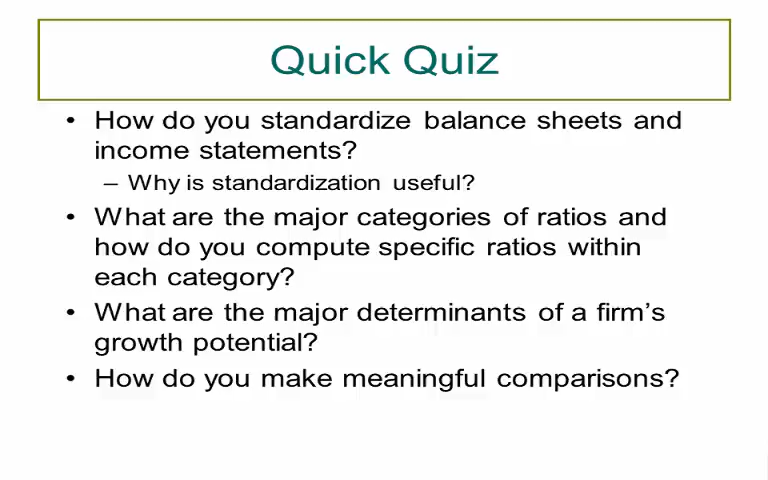 Quick Quiz
• How do you standardize balance sheets and
income statements?
– Why is standardization useful?
• What are the major categories of ratios and
how do you compute specific ratios within
each category?
• What are the major determinants of a firm's
growth potential?
• How do you make meaningful comparisons?